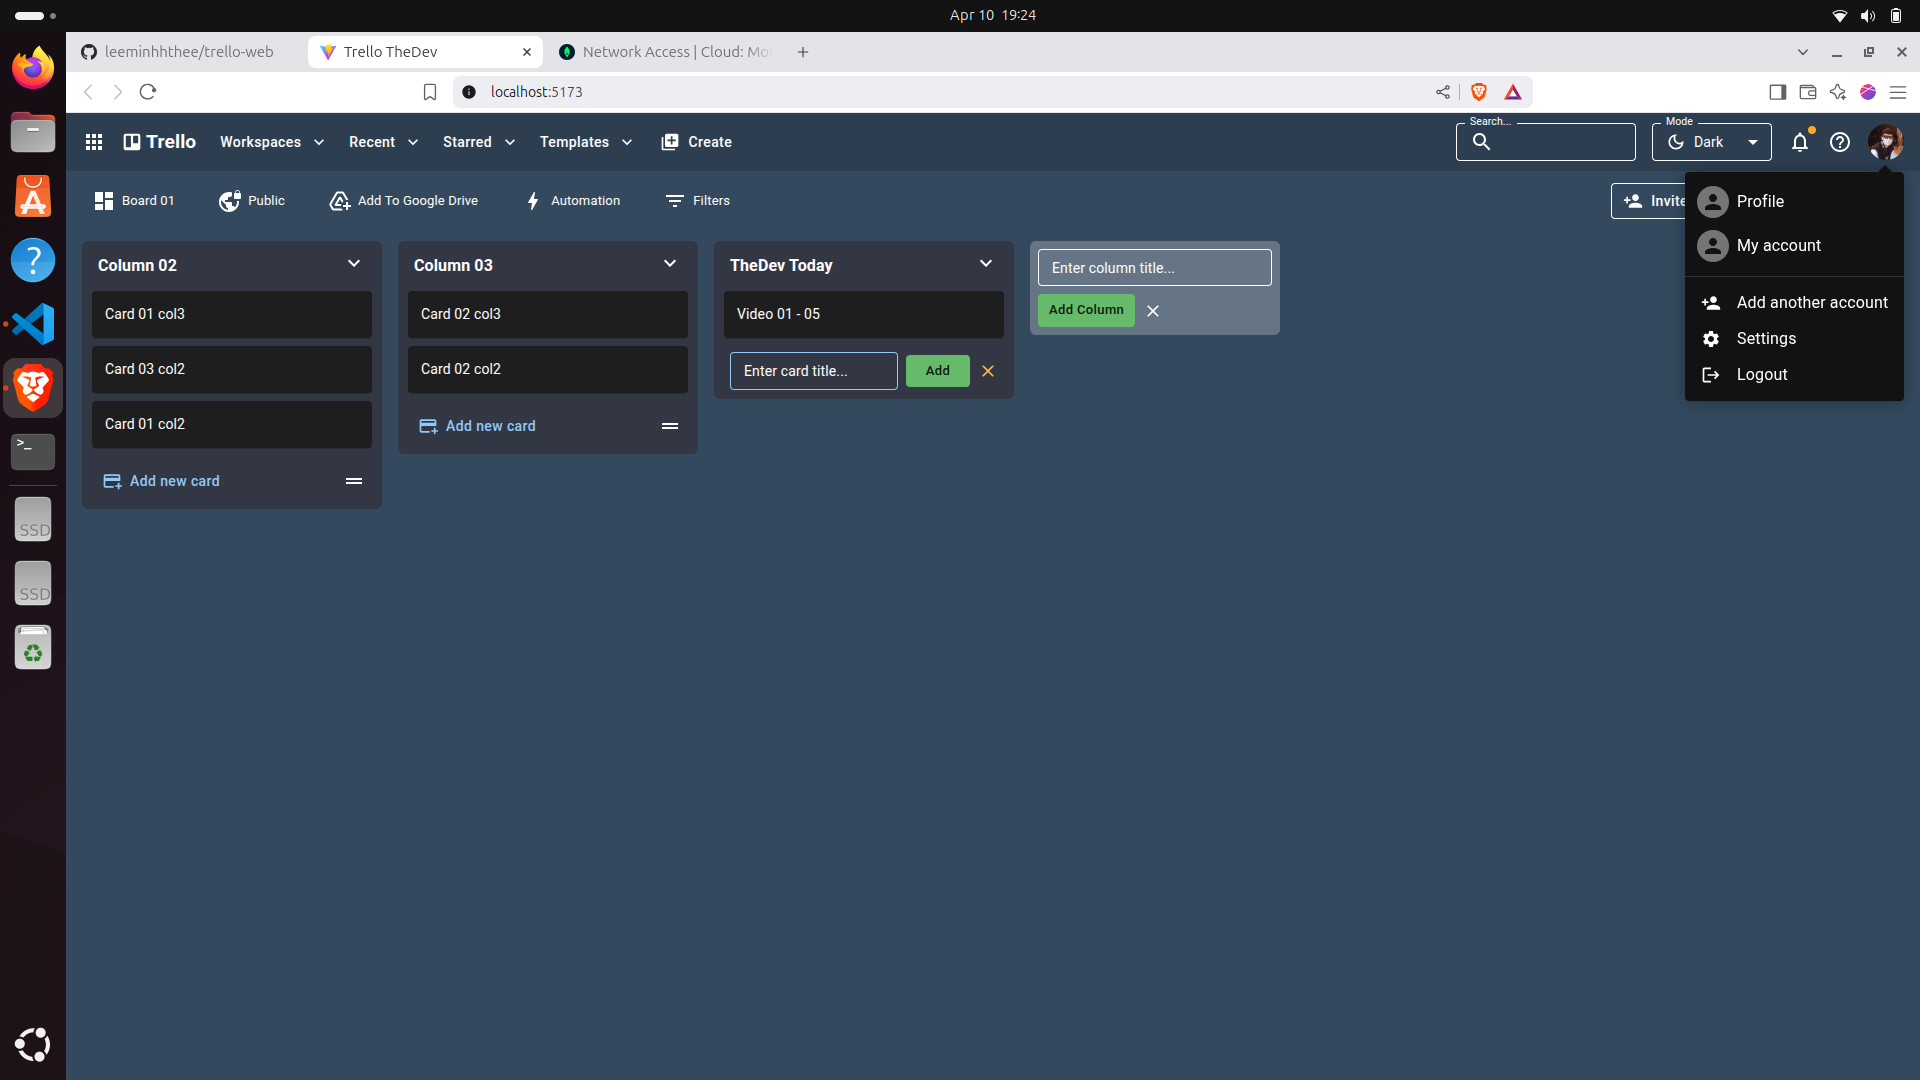 Apr 10 19:24
leeminhhthee/trello-web
Trello TheDev
Network Access | Cloud: Mo
localhost:5173
Trello
Workspaces
Recent
Starred
Templates
Create
Search...
Mode
Dark
Board 01
Public
Add To Google Drive
Automation
Filters
Invite
Profile
My account
Add another account
Settings
Logout
Column 02
Card 01 col3
Card 03 col2
Card 01 col2
Add new card
Column 03
Card 02 col3
Card 02 col2
Add new card
TheDev Today
Video 01 - 05
Enter card title...
Add
Enter column title...
Add Column
>_
SSD
SSD